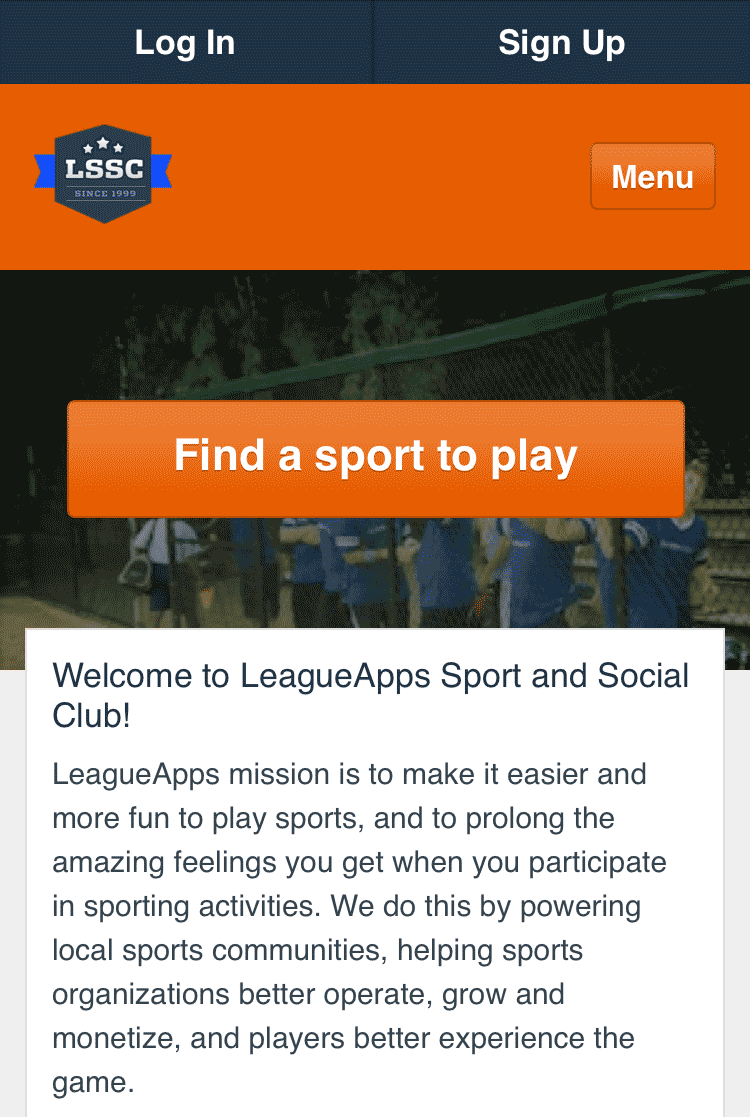 Log In
Sign Up
LSSC
SINCE 1999
Menu
Find a sport to play
Welcome to LeagueApps Sport and Social
Club!
LeagueApps mission is to make it easier and
more fun to play sports, and to prolong the
amazing feelings you get when you participate
in sporting activities. We do this by powering
local sports communities, helping sports
organizations better operate, grow and
monetize, and players better experience the
game.